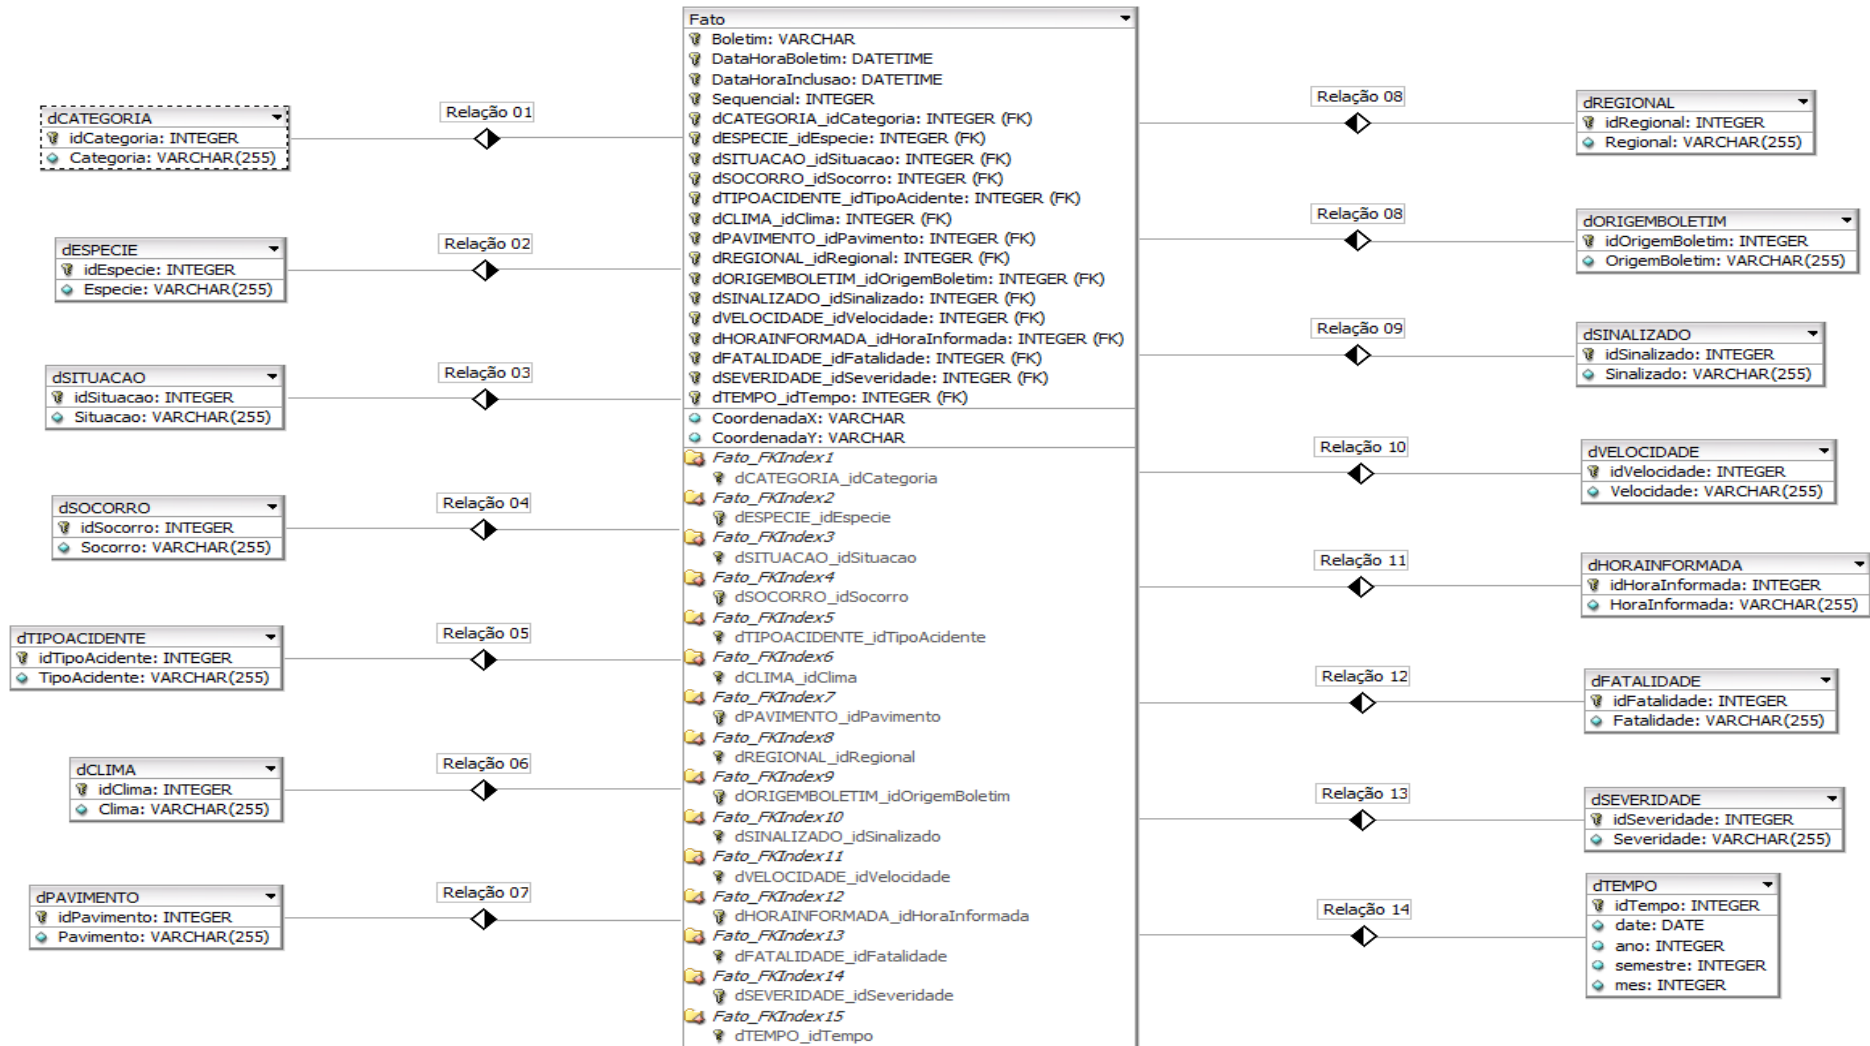 dCATEGORIA
idCategoria: INTEGER
Categoria: VARCHAR(255)
Relação 01
dESPECIE
idEspecie: INTEGER
Especie: VARCHAR(255)
Relação 02
dSITUACAO
idSituacao: INTEGER
Situacao: VARCHAR(255)
Relação 03
dSOCORRO
idSocorro: INTEGER
Socorro: VARCHAR(255)
Relação 04
dTIPOACIDENTE
idTipoAcidente: INTEGER
TipoAcidente: VARCHAR(255)
Relação 05
dCLIMA
idClima: INTEGER
Clima: VARCHAR(255)
Relação 06
dPAVIMENTO
idPavimento: INTEGER
Pavimento: VARCHAR(255)
Relação 07
Fato
Boletim: VARCHAR
DataHoraBoletim: DATETIME
DataHoraInclusao: DATETIME
Sequencial: INTEGER
dCATEGORIA_idCategoria: INTEGER (FK)
dESPECIE_idEspecie: INTEGER (FK)
dSITUACAO_idSituacao: INTEGER (FK)
dSOCORRO_idSocorro: INTEGER (FK)
dTIPOACIDENTE_idTipoAcidente: INTEGER (FK)
dCLIMA_idClima: INTEGER (FK)
dPAVIMENTO_idPavimento: INTEGER (FK)
dREGIONAL_idRegional: INTEGER (FK)
dORIGEMBOLETIM_idOrigemBoletim: INTEGER (FK)
dSINALIZADO_idSinalizado: INTEGER (FK)
dVELOCIDADE_idVelocidade: INTEGER (FK)
dHORAINFORMADA_idHoraInformada: INTEGER (FK)
dFATALIDADE_idFatalidade: INTEGER (FK)
dSEVERIDADE_idSeveridade: INTEGER (FK)
dTEMPO_idTempo: INTEGER (FK)
CoordenadaX: VARCHAR
CoordenadaY: VARCHAR
Fato_FKIndex1
dCATEGORIA_idCategoria
Fato_FKIndex2
dESPECIE_idEspecie
Fato_FKIndex3
dSITUACAO_idSituacao
Fato_FKIndex4
dSOCORRO_idSocorro
Fato_FKIndex5
dTIPOACIDENTE_idTipoAcidente
Fato_FKIndex6
dCLIMA_idClima
Fato_FKIndex7
dPAVIMENTO_idPavimento
Fato_FKIndex8
dREGIONAL_idRegional
Fato_FKIndex9
dORIGEMBOLETIM_idOrigemBoletim
Fato_FKIndex10
dSINALIZADO_idSinalizado
Fato_FKIndex11
dVELOCIDADE_idVelocidade
Fato_FKIndex12
dHORAINFORMADA_idHoraInformada
Fato_FKIndex13
dFATALIDADE_idFatalidade
Fato_FKIndex14
dSEVERIDADE_idSeveridade
Fato_FKIndex15
dTEMPO_idTempo
Relação 08
dREGIONAL
idRegional: INTEGER
Regional: VARCHAR(255)
Relação 08
dORIGEMBOLETIM
idOrigemBoletim: INTEGER
OrigemBoletim: VARCHAR(255)
Relação 09
dSINALIZADO
idSinalizado: INTEGER
Sinalizado: VARCHAR(255)
Relação 10
dVELOCIDADE
idVelocidade: INTEGER
Velocidade: VARCHAR(255)
Relação 11
dHORAINFORMADA
idHoraInformada: INTEGER
HoraInformada: VARCHAR(255)
Relação 12
dFATALIDADE
idFatalidade: INTEGER
Fatalidade: VARCHAR(255)
Relação 13
dSEVERIDADE
idSeveridade: INTEGER
Severidade: VARCHAR(255)
Relação 14
dTEMPO
idTempo: INTEGER
date: DATE
ano: INTEGER
semestre: INTEGER
mes: INTEGER